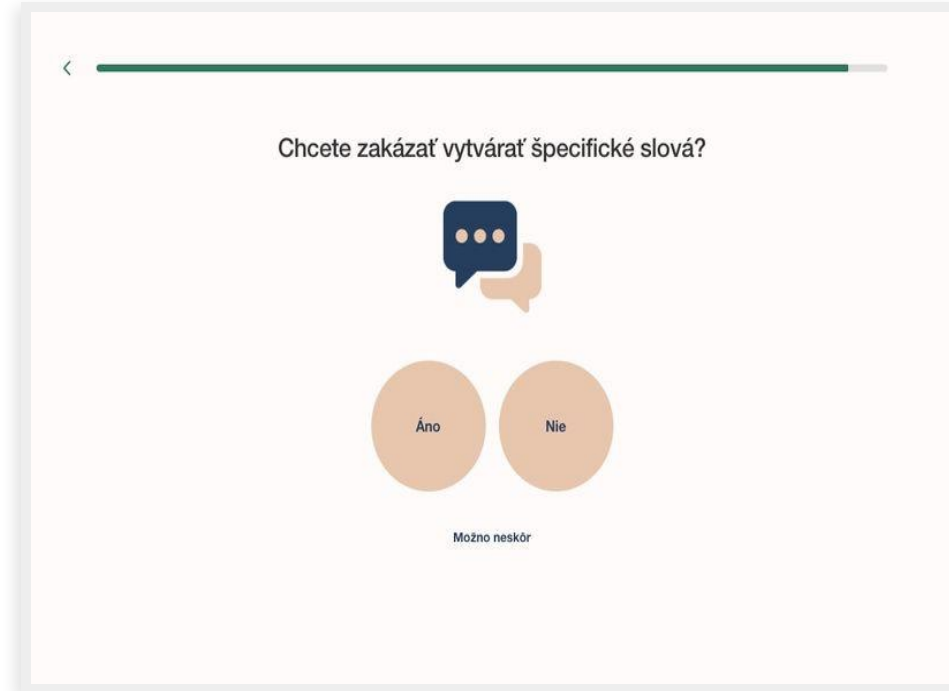 Chcete zakázať vytvárať špecifické slová?
Áno
Nie
Možno neskôr